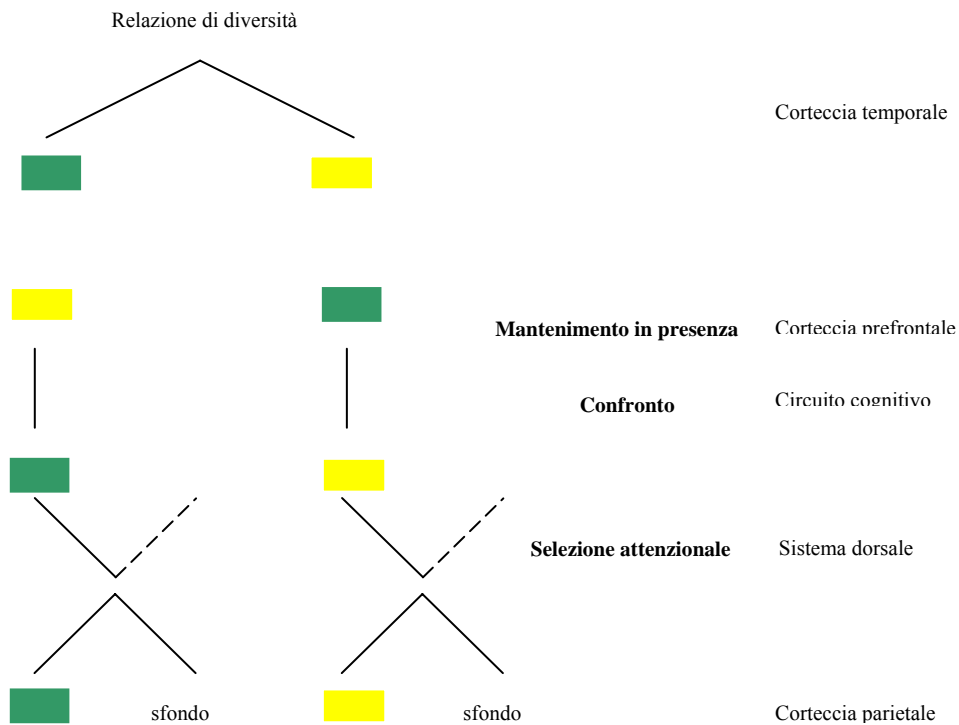 Relazione di diversità
Corteccia temporale
Mantenimento in presenza Corteccia prefrontale
Confronto Circuito cognitivo
Selezione attenzionale Sistema dorsale
sfondo sfondo Corteccia parietale